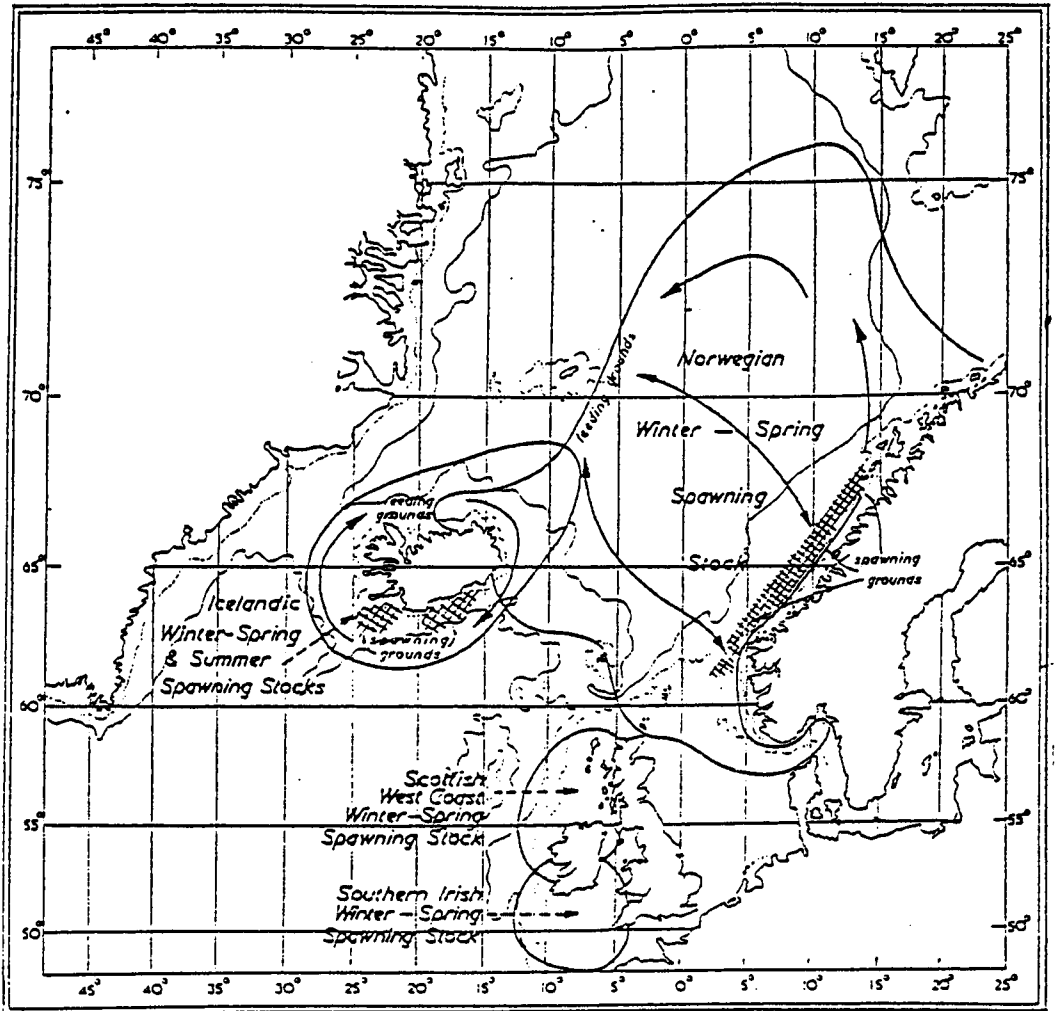 45° 40° 35° 30° 25° 20° 15° 10° 5° 0° 5° 10° 15° 20° 25°
75° 75°
Norwegian
feeding grounds
70° 70°
Winter — Spring
Spawning
feeding
grounds
65° Stock 65°
spawning
grounds
Icelandic
Winter-Spring
& Summer
Spawning Stocks
spawning
grounds
60° 60°
Scottish
West Coast
Winter-Spring
Spawning Stock
55° 55°
Southern Irish
Winter — Spring
Spawning Stock
50° 50°
45° 40° 35° 30° 25° 20° 15° 10° 5° 0° 5° 10° 15° 20° 25°